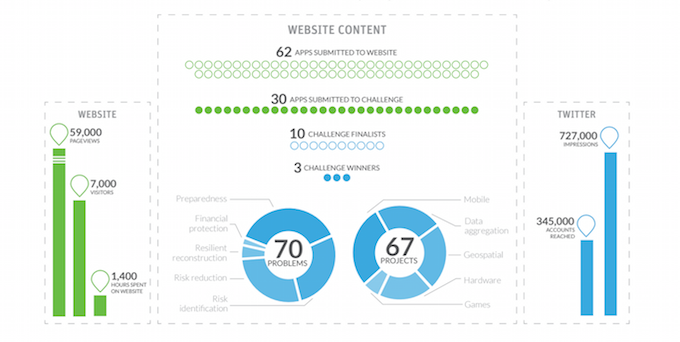 WEBSITE CONTENT
62 APPS SUBMITTED TO WEBSITE
30 APPS SUBMITTED TO CHALLENGE
10 CHALLENGE FINALISTS
3 CHALLENGE WINNERS
WEBSITE
59,000
PAGEVIEWS
7,000
VISITORS
1,400
HOURS SPENT
ON WEBSITE
Preparedness
Financial
protection
Resilient
reconstruction
Risk reduction
Risk
identification
70
PROBLEMS
67
PROJECTS
Mobile
Data
aggregation
Geospatial
Hardware
Games
TWITTER
727,000
IMPRESSIONS
345,000
ACCOUNTS
REACHED